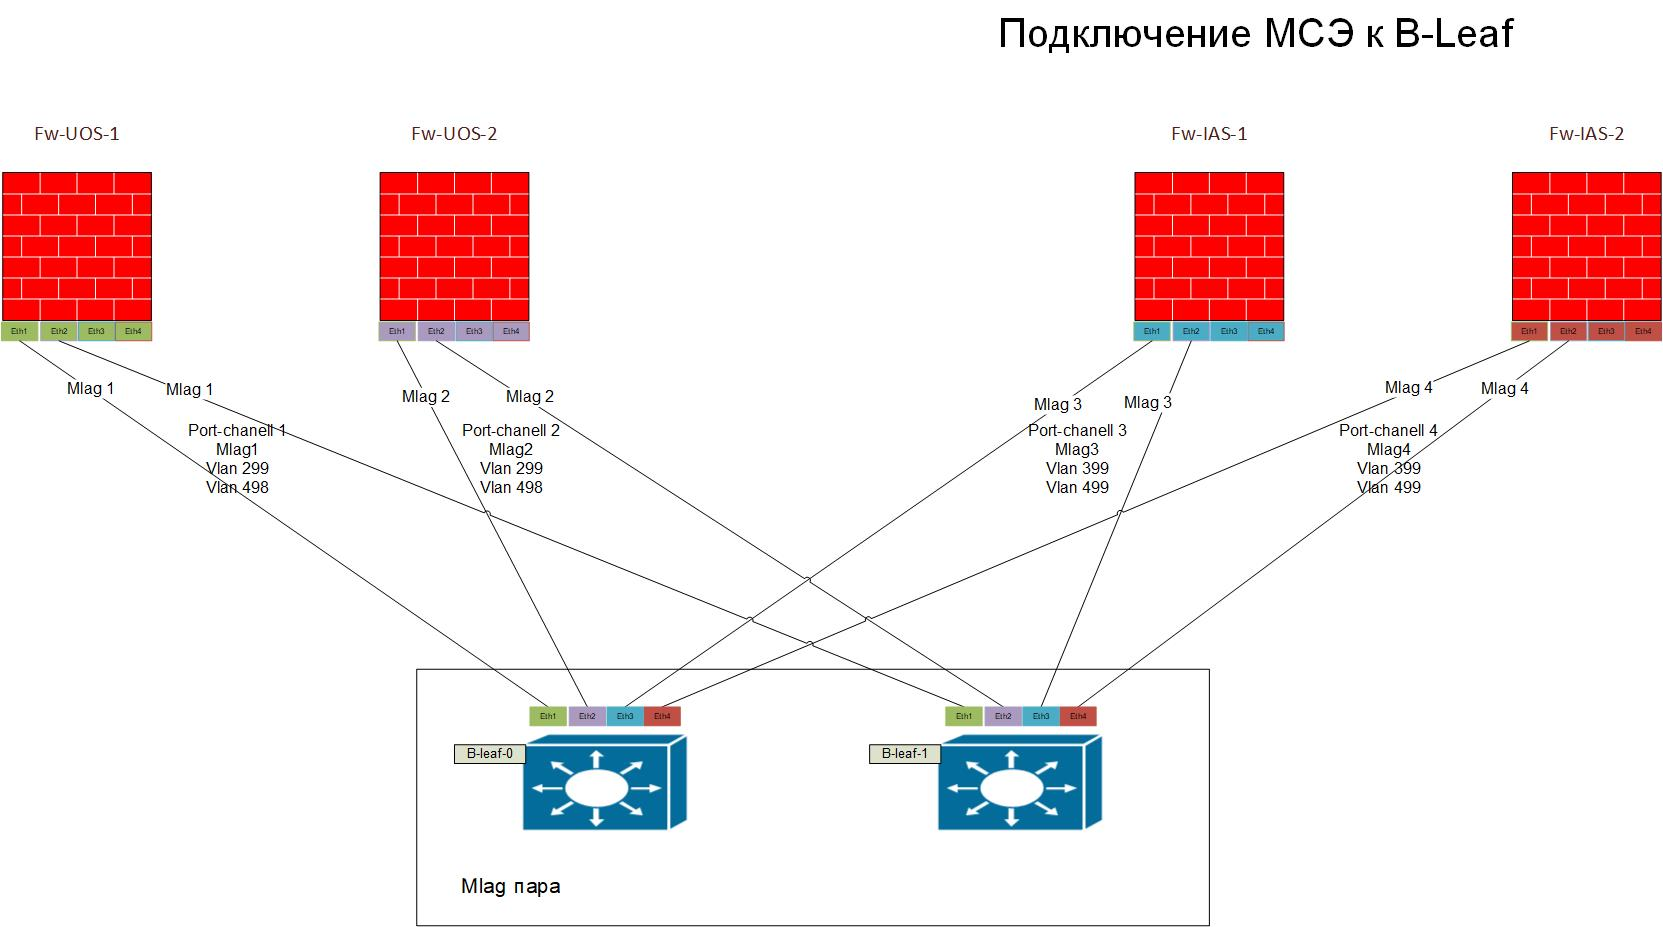 Подключение МСЭ к B-Leaf
Fw-UOS-1
Fw-UOS-2
Fw-IAS-1
Fw-IAS-2
Eth1 Eth2 Eth3 Eth4
Eth1 Eth2 Eth3 Eth4
Eth1 Eth2 Eth3 Eth4
Eth1 Eth2 Eth3 Eth4
Mlag 1
Mlag 1
Mlag 2
Mlag 2
Mlag 3
Mlag 3
Mlag 4
Mlag 4
Port-chanell 1
Mlag1
Vlan 299
Vlan 498
Port-chanell 2
Mlag2
Vlan 299
Vlan 498
Port-chanell 3
Mlag3
Vlan 399
Vlan 499
Port-chanell 4
Mlag4
Vlan 399
Vlan 499
Eth1 Eth2 Eth3 Eth4
Eth1 Eth2 Eth3 Eth4
B-leaf-0
B-leaf-1
Mlag пара